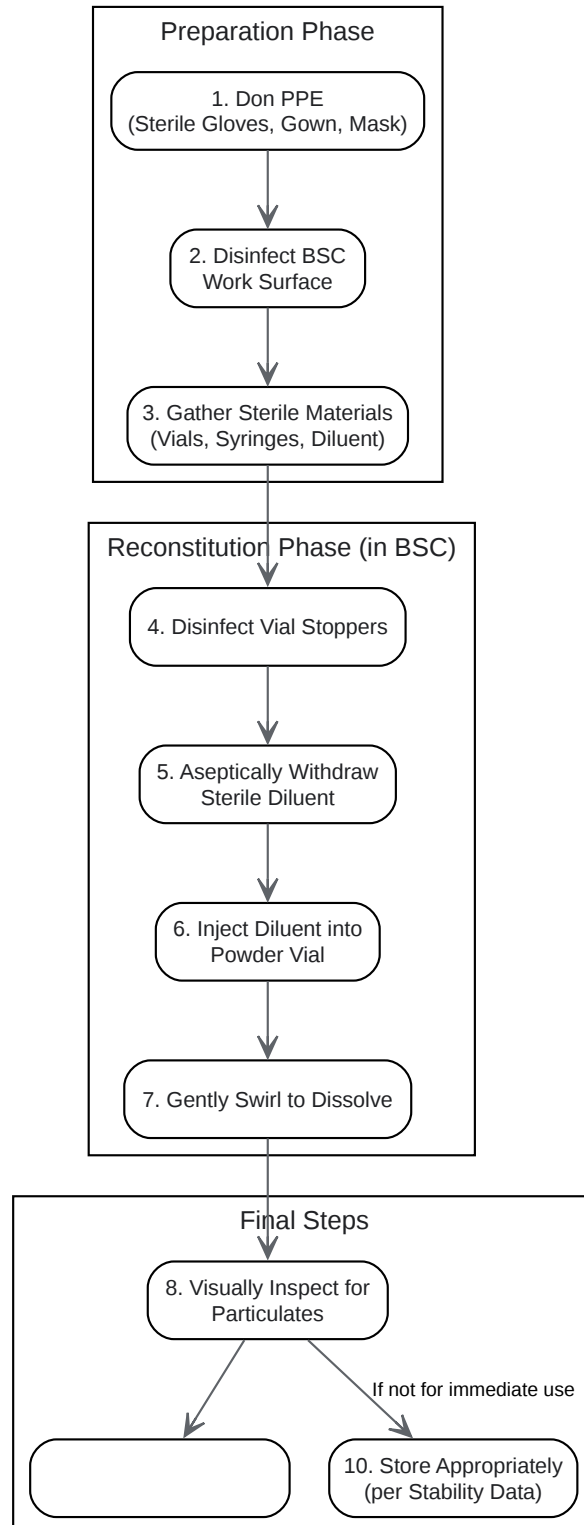 Preparation Phase
1. Don PPE
(Sterile Gloves, Gown, Mask)
2. Disinfect BSC
Work Surface
3. Gather Sterile Materials
(Vials, Syringes, Diluent)
Reconstitution Phase (in BSC)
4. Disinfect Vial Stoppers
5. Aseptically Withdraw
Sterile Diluent
6. Inject Diluent into
Powder Vial
7. Gently Swirl to Dissolve
Final Steps
8. Visually Inspect for
Particulates
If not for immediate use
10. Store Appropriately
(per Stability Data)